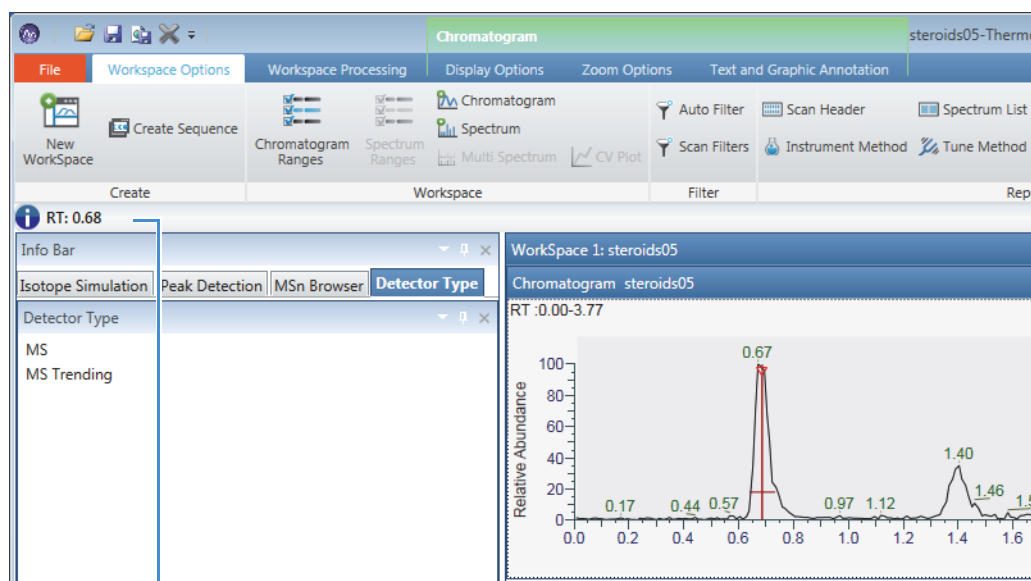 Chromatogram
steroids05-Therm
File Workspace Options Workspace Processing Display Options Zoom Options Text and Graphic Annotation
New WorkSpace
Create Sequence
Create
Chromatogram Ranges
Spectrum Ranges
Chromatogram
Spectrum
Multi Spectrum CV Plot
Workspace
Auto Filter
Scan Filters
Filter
Scan Header Spectrum List
Instrument Method Tune Method
Rep
RT: 0.68
Info Bar
Isotope Simulation Peak Detection MSn Browser Detector Type
Detector Type
MS
MS Trending
WorkSpace 1: steroids05
Chromatogram steroids05
RT :0.00-3.77
Relative Abundance
100
80
60
40
20
0
0.67
1.40
0.17 0.44 0.57 0.97 1.12 1.46 1.5
0.0 0.2 0.4 0.6 0.8 1.0 1.2 1.4 1.6